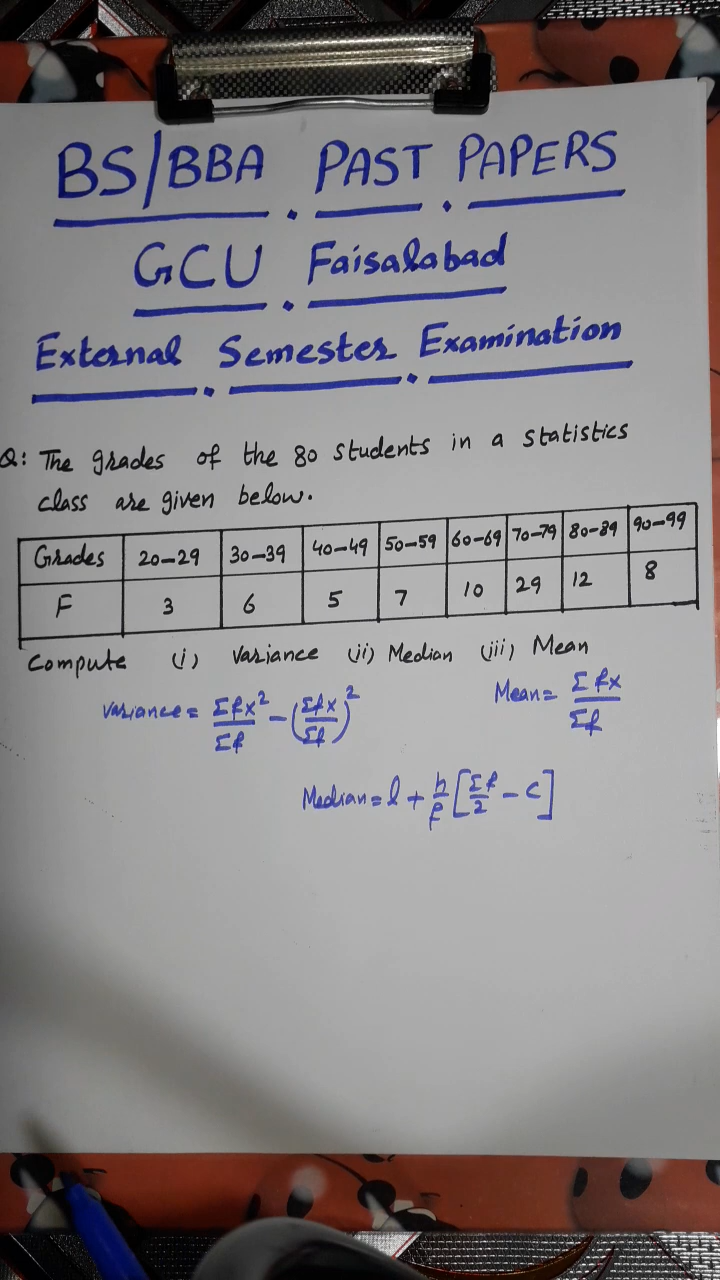 BS/BBA PAST PAPERS
GCU Faisalabad
External Semester Examination
Q: The grades of the 80 students in a statistics
class are given below.
Grades 20-29 30-39 40-49 50-59 60-69 70-79 80-89 90-99
F 3 6 5 7 10 29 12 8
Compute (i) Variance (ii) Median (iii) Mean
Variance = Σfx²/Σf - (Σfx/Σf)² Mean = Σfx/Σf
Median = l + h/f [Σf/2 - c]